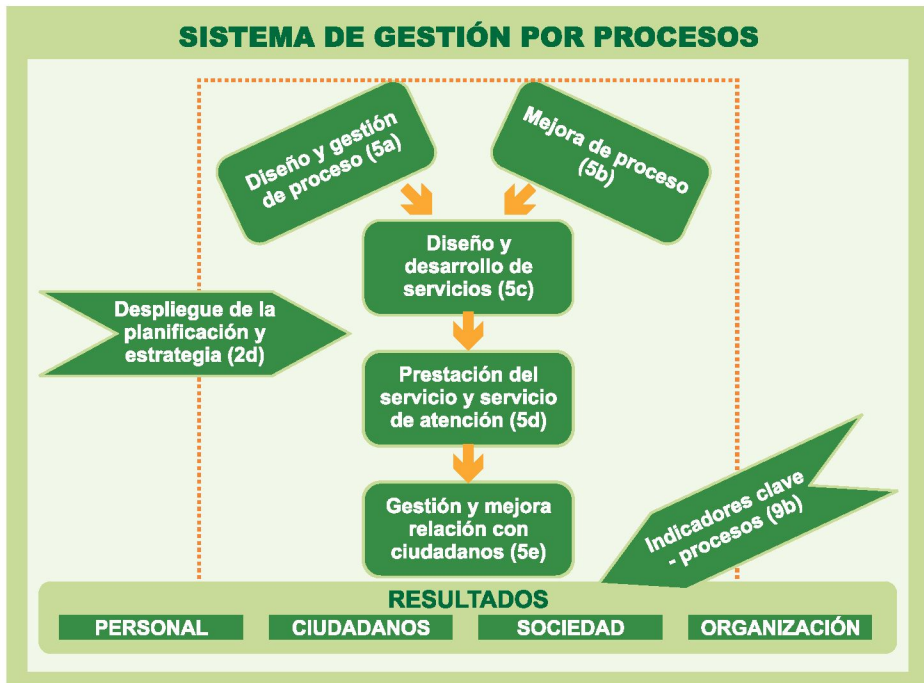 SISTEMA DE GESTIÓN POR PROCESOS
Diseño y gestión
de proceso (5a)
Mejora de proceso
(5b)
Diseño y
desarrollo de
servicios (5c)
Despliegue de la
planificación y
estrategia (2d)
Prestación del
servicio y servicio
de atención (5d)
Gestión y mejora
relación con
ciudadanos (5e)
Indicadores clave
- procesos (9b)
RESULTADOS
PERSONAL
CIUDADANOS
SOCIEDAD
ORGANIZACIÓN